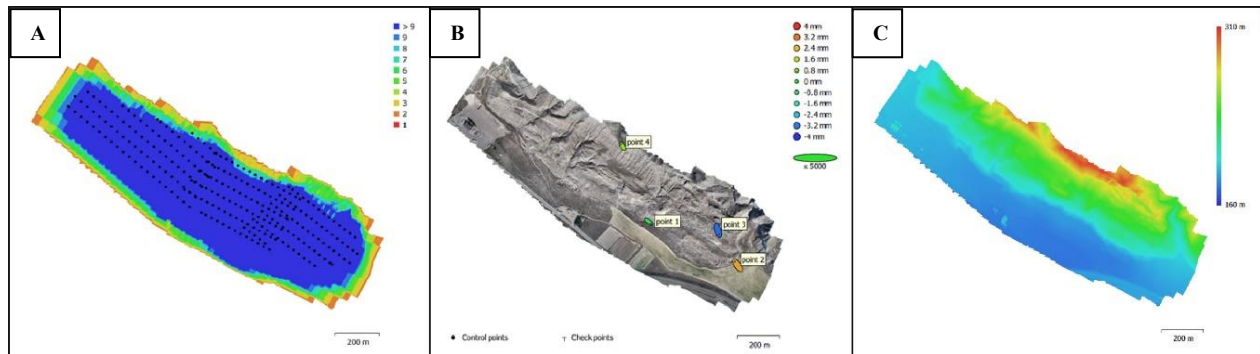 A
> 9
9
8
7
6
5
4
3
2
1
200 m
B
4 mm
3.2 mm
2.4 mm
1.6 mm
0.8 mm
0 mm
-0.8 mm
-1.6 mm
-2.4 mm
-3.2 mm
-4 mm
x 5000
point 4
point 1
point 3
point 2
Control points
Check points
200 m
C
310 m
160 m
200 m